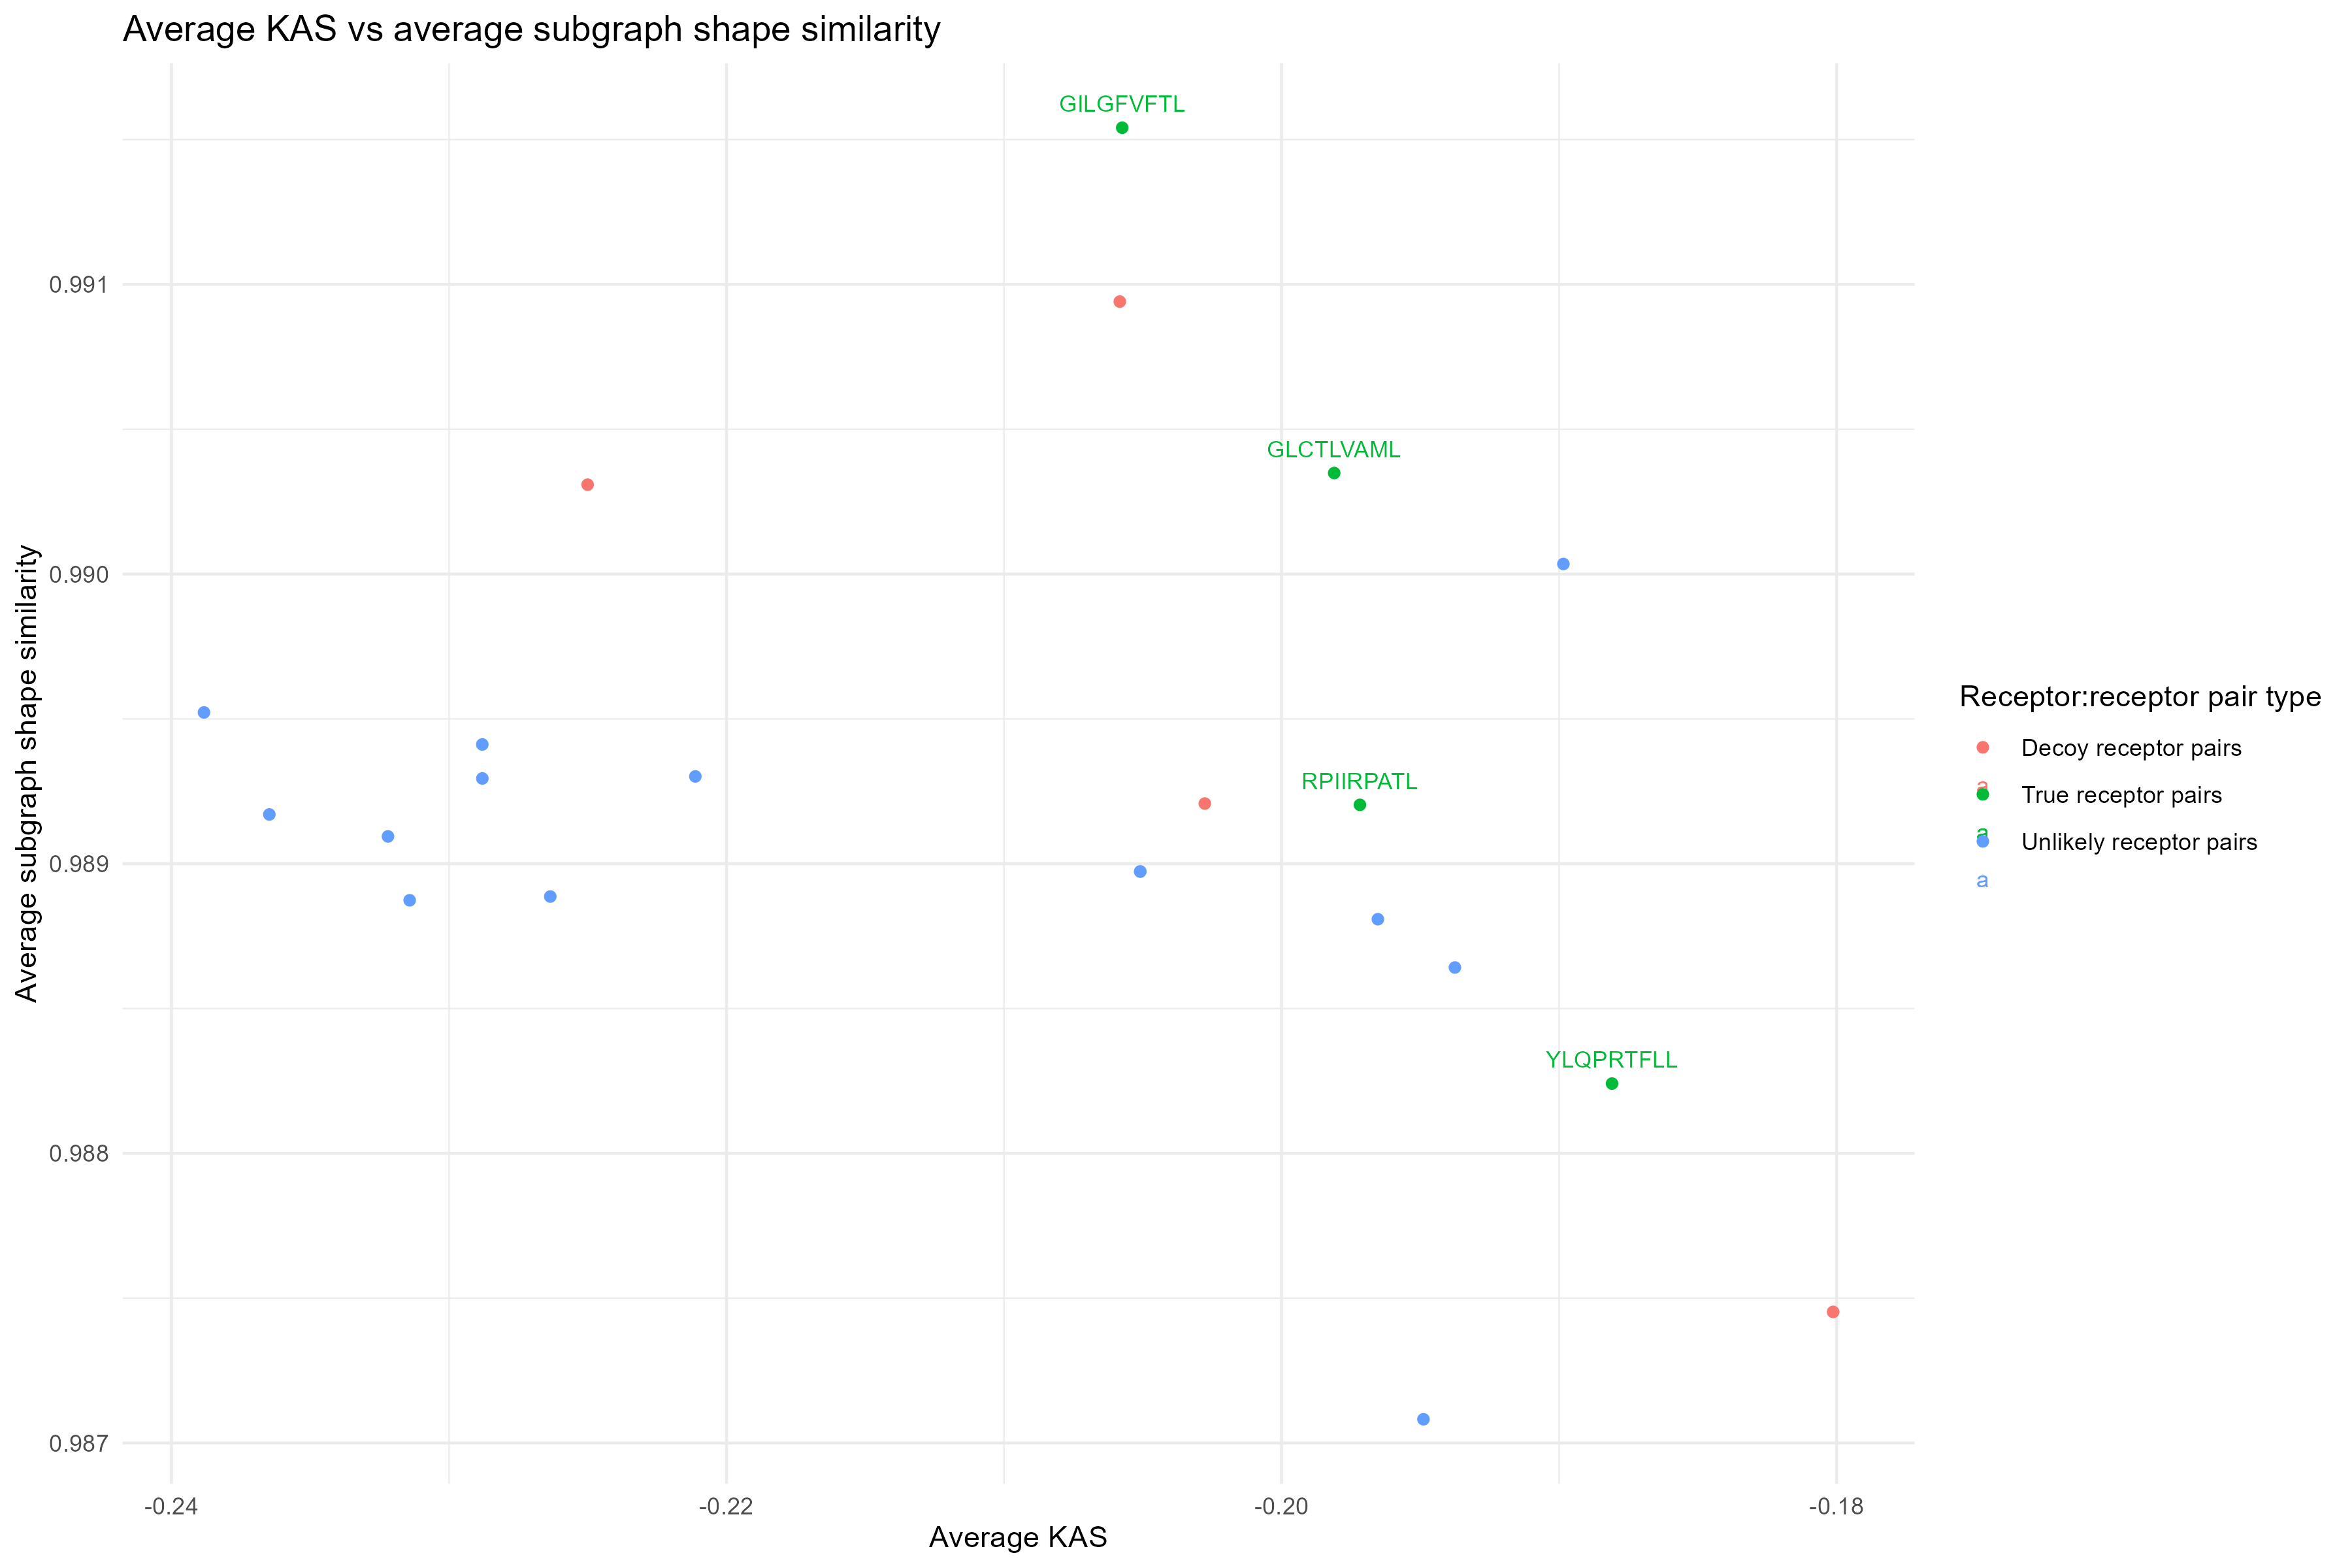 Average KAS vs average subgraph shape similarity
GILGFVFTL
0.991
GLCTLVAML
0.990
Average subgraph shape similarity
RPIIRPATL
0.989
YLQPRTFLL
0.988
0.987
-0.24
-0.22
-0.20
-0.18
Average KAS
Receptor:receptor pair type
Decoy receptor pairs
a
True receptor pairs
a
Unlikely receptor pairs
a